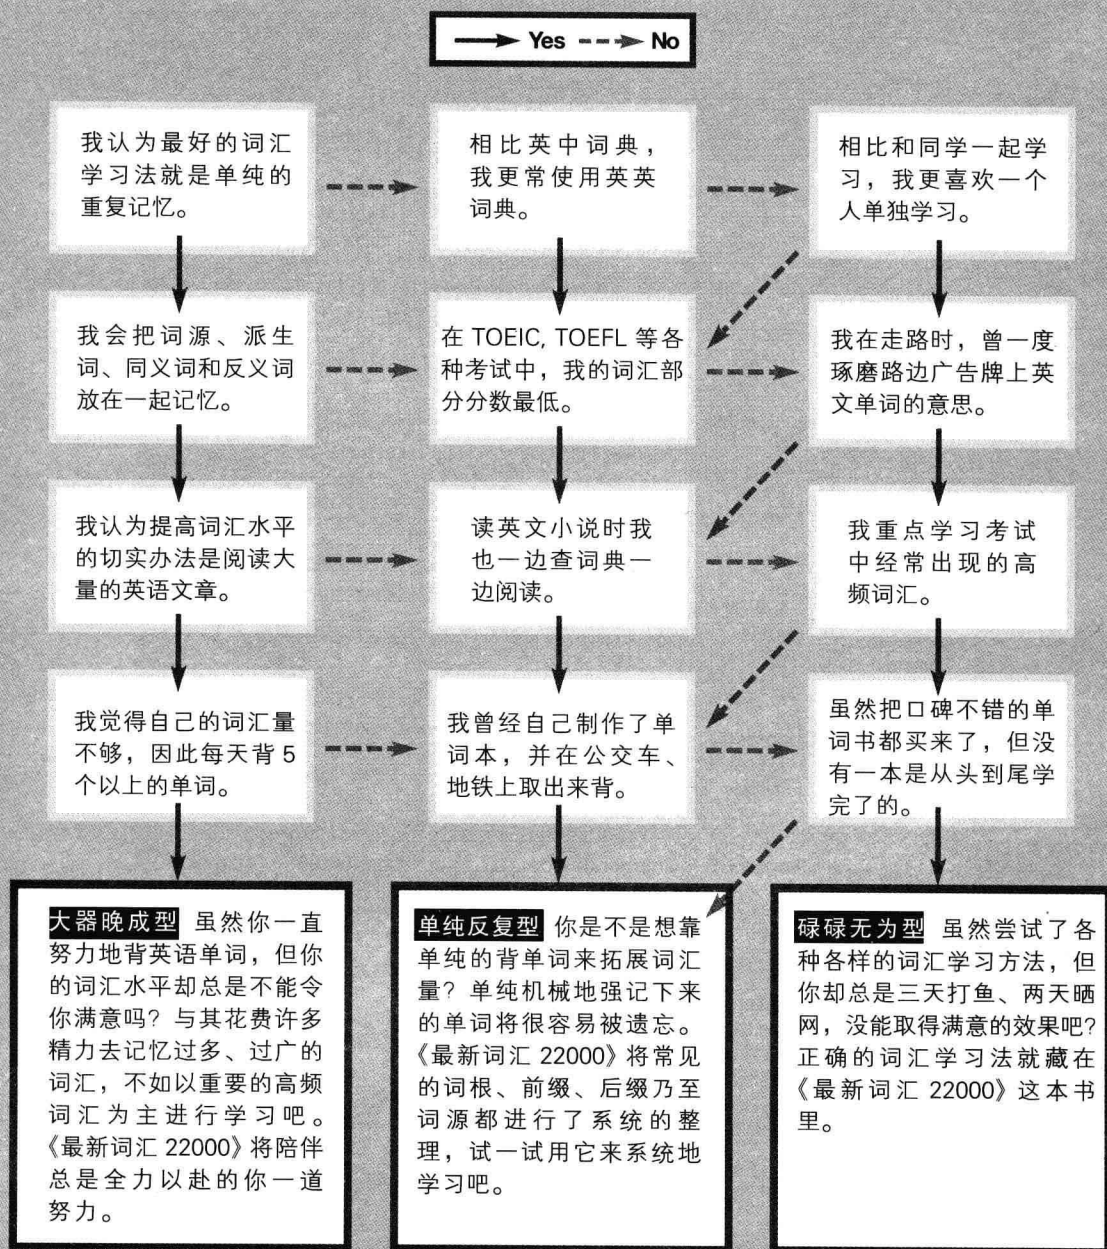 Yes No
我认为最好的词汇
学习法就是单纯的
重复记忆。
相比英中词典，
我更常使用英英
词典。
相比和同学一起学
习，我更喜欢一个
人单独学习。
我会把词源、派生
词、同义词和反义词
放在一起记忆。
在 TOEIC, TOEFL 等各
种考试中，我的词汇部
分分数最低。
我在走路时，曾一度
琢磨路边广告牌上英
文单词的意思。
我认为提高词汇水平
的切实办法是阅读大
量的英语文章。
读英文小说时我
也一边查词典一
边阅读。
我重点学习考试
中经常出现的高
频词汇。
我觉得自己的词汇量
不够，因此每天背 5
个以上的单词。
我曾经自己制作了单
词本，并在公交车、
地铁上取出来背。
虽然把口碑不错的单
词书都买来了，但没
有一本是从头到尾学
完了的。
大器晚成型 虽然你一直
努力地背英语单词，但你
的词汇水平却总是不能令
你满意吗？与其花费许多
精力去记忆过多、过广的
词汇，不如以重要的高频
词汇为主进行学习吧。
《最新词汇 22000》将陪伴
总是全力以赴的你一道
努力。
单纯反复型 你是不是想靠
单纯的背单词来拓展词汇
量？单纯机械地强记下来
的单词将很容易被遗忘。
《最新词汇 22000》将常见
的词根、前缀、后缀乃至
词源都进行了系统的整
理，试一试用它来系统地
学习吧。
碌碌无为型 虽然尝试了各
种各样的词汇学习方法，但
你却总是三天打鱼、两天晒
网，没能取得满意的效果吧？
正确的词汇学习法就藏在
《最新词汇 22000》这本书
里。